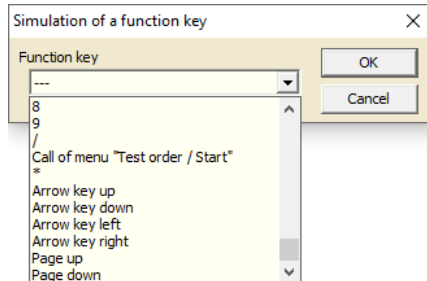 Simulation of a function key
Function key
OK
---
Cancel
8
9
/
Call of menu "Test order / Start"
*
Arrow key up
Arrow key down
Arrow key left
Arrow key right
Page up
Page down